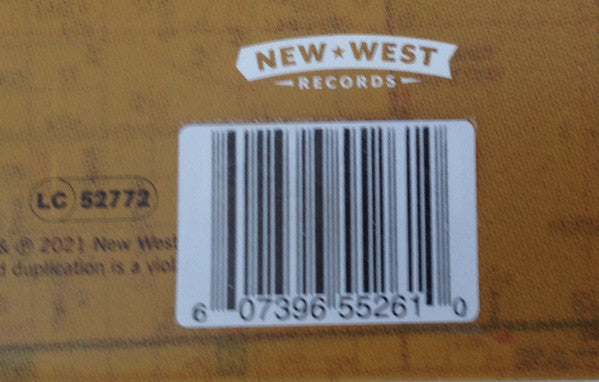 NEW★WEST
RECORDS
LC 52772
& ℗ 2021 New West
duplication is a viol
6 07396 55261 0